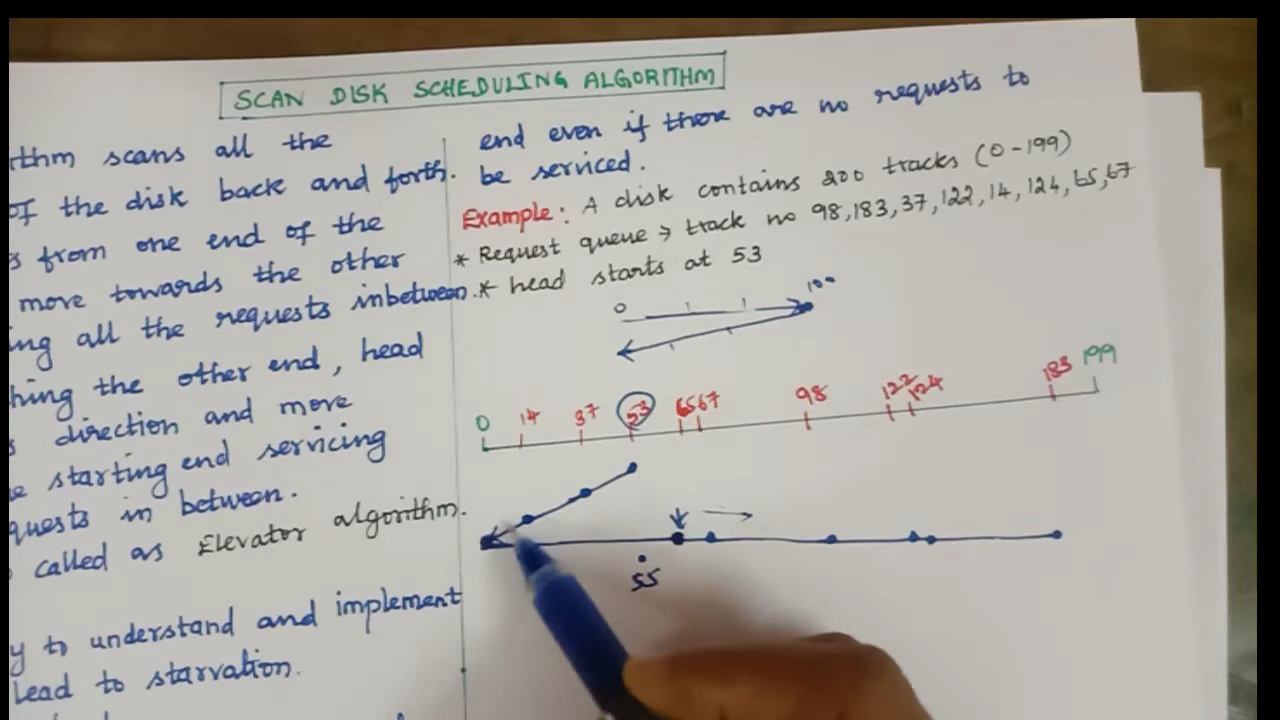 SCAN DISK SCHEDULING ALGORITHM
rthm scans all the
of the disk back and forth.
s from one end of the
move towards the other
ing all the requests inbetween.
hing the other end, head
s direction and more
e starting end servicing
quests in between.
called as Elevator algorithm.
y to understand and implement
lead to starvation.
end even if there are no requests to
be serviced.
Example: A disk contains 200 tracks (0-199)
* Request queue → track no 98,183,37,122,14,124,65,67
* head starts at 53
0 100
0 14 37 53 65 67 98 122 124 183 199
55